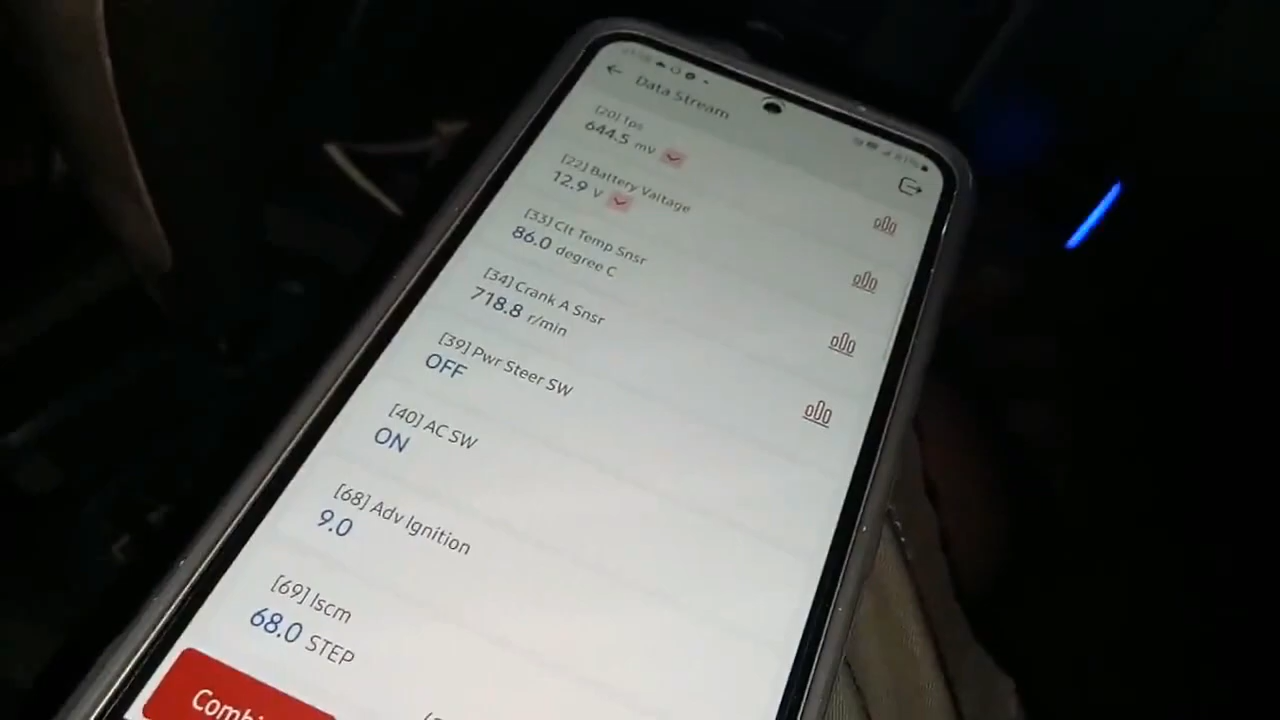 Data Stream
[20] Tps
644.5 mV
[22] Battery Valtage
12.9 V
[33] Clt Temp Snsr
86.0 degree C
[34] Crank A Snsr
718.8 r/min
[39] Pwr Steer SW
OFF
[40] AC SW
ON
[68] Adv Ignition
9.0
[69] Iscm
68.0 STEP